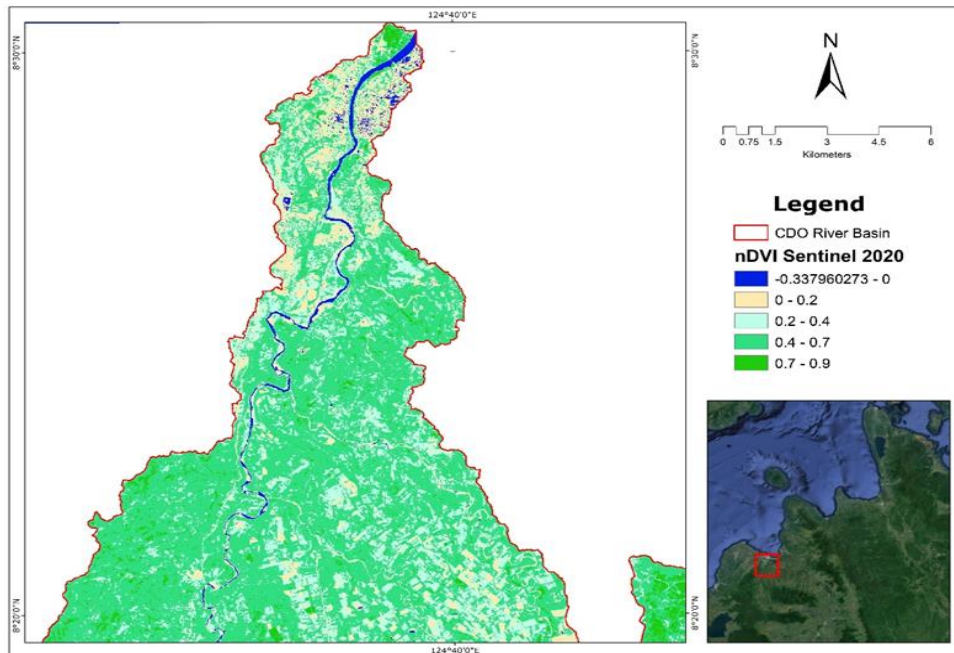 124°40'0"E
8°30'0"N
8°30'0"N
8°20'0"N
8°20'0"N
124°40'0"E
N
0 0.75 1.5 3 4.5 6
Kilometers
Legend
CDO River Basin
nDVI Sentinel 2020
-0.337960273 - 0
0 - 0.2
0.2 - 0.4
0.4 - 0.7
0.7 - 0.9